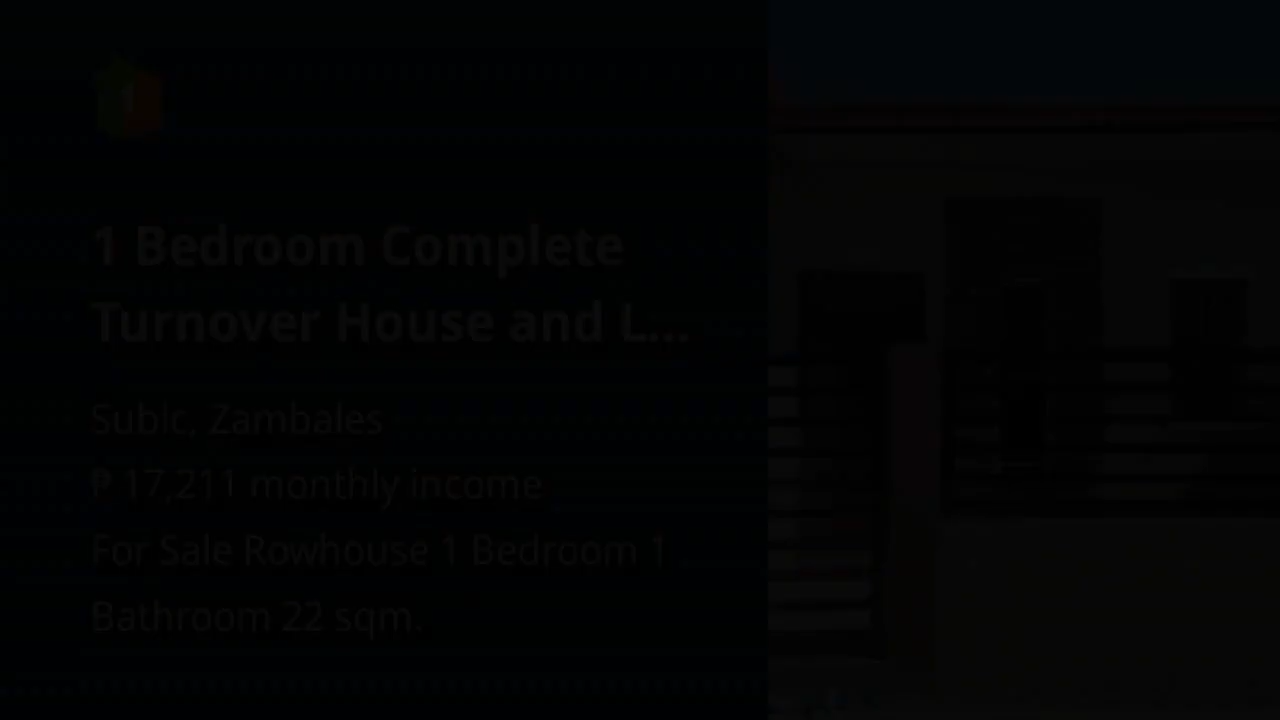 1 Bedroom Complete
Turnover House and L...
Subic, Zambales
₱ 17,211 monthly income
For Sale Rowhouse 1 Bedroom 1
Bathroom 22 sqm.